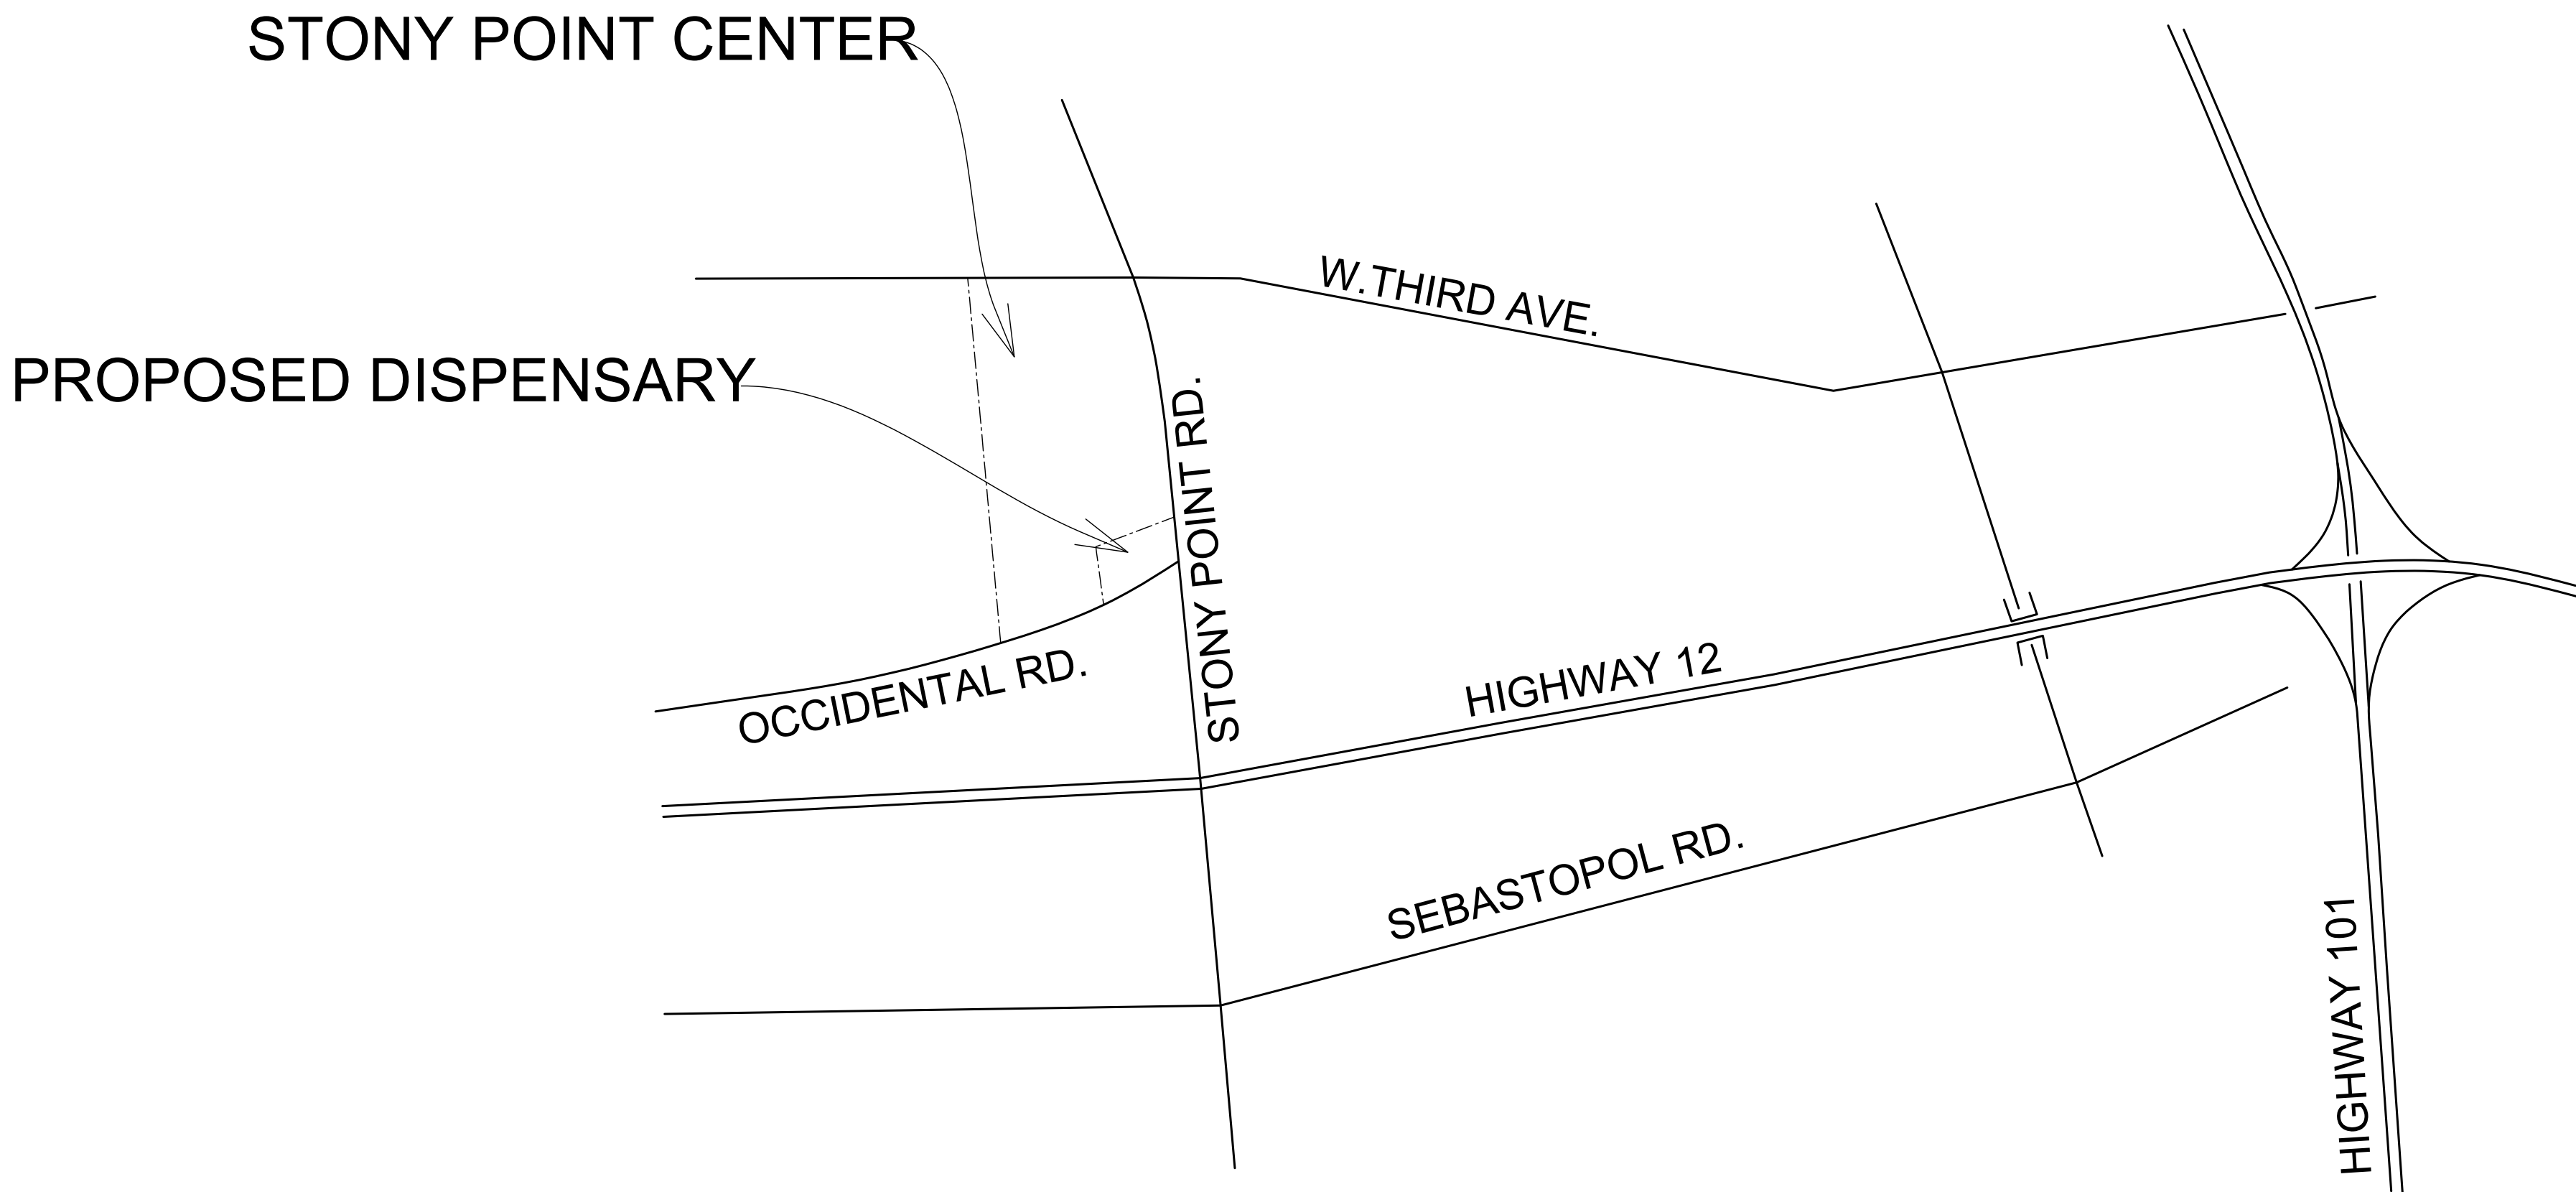 STONY POINT CENTER
W.THIRD AVE.
PROPOSED DISPENSARY
STONY POINT RD.
OCCIDENTAL RD.
HIGHWAY 12
SEBASTOPOL RD.
HIGHWAY 101